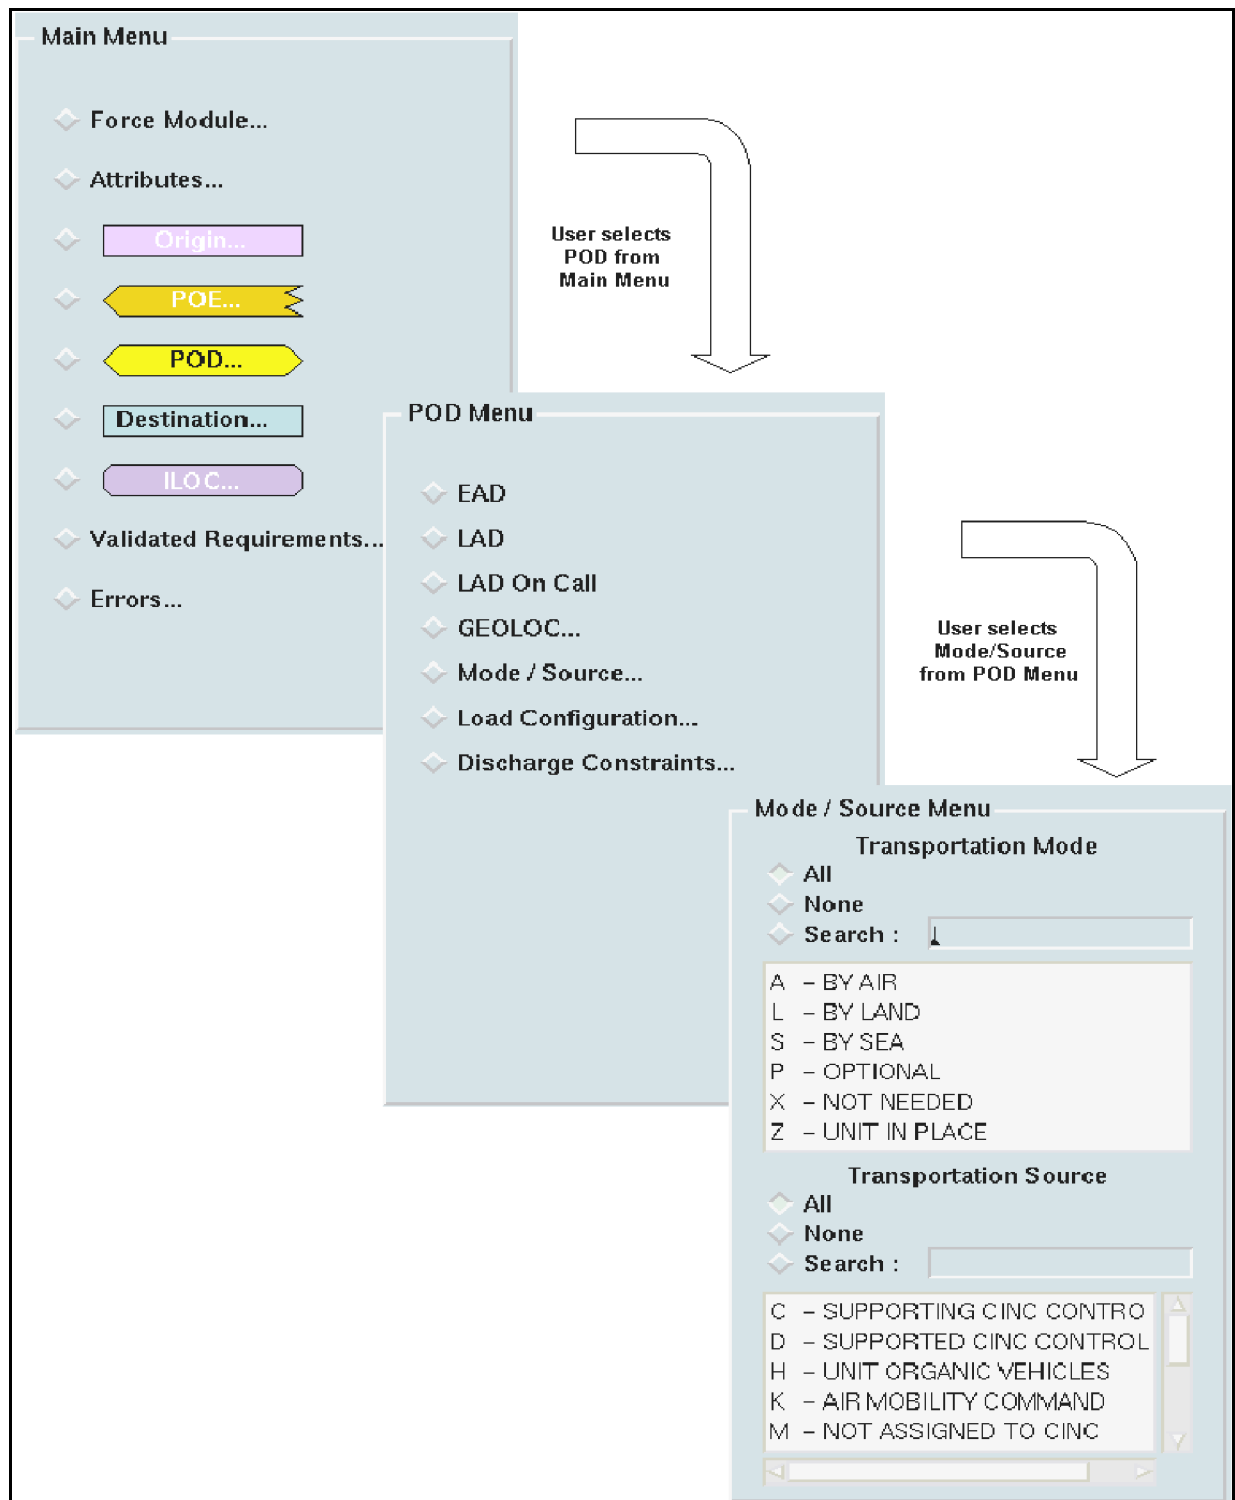 Main Menu
Force Module...
Attributes...
Origin...
POE...
POD...
Destination...
ILOC...
Validated Requirements...
Errors...
User selects
POD from
Main Menu
POD Menu
EAD
LAD
LAD On Call
GEOLOC...
Mode / Source...
Load Configuration...
Discharge Constraints...
User selects
Mode/Source
from POD Menu
Mode / Source Menu
Transportation Mode
All
None
Search :
A – BY AIR
L – BY LAND
S – BY SEA
P – OPTIONAL
X – NOT NEEDED
Z – UNIT IN PLACE
Transportation Source
All
None
Search :
C – SUPPORTING CINC CONTRO
D – SUPPORTED CINC CONTROL
H – UNIT ORGANIC VEHICLES
K – AIR MOBILITY COMMAND
M – NOT ASSIGNED TO CINC